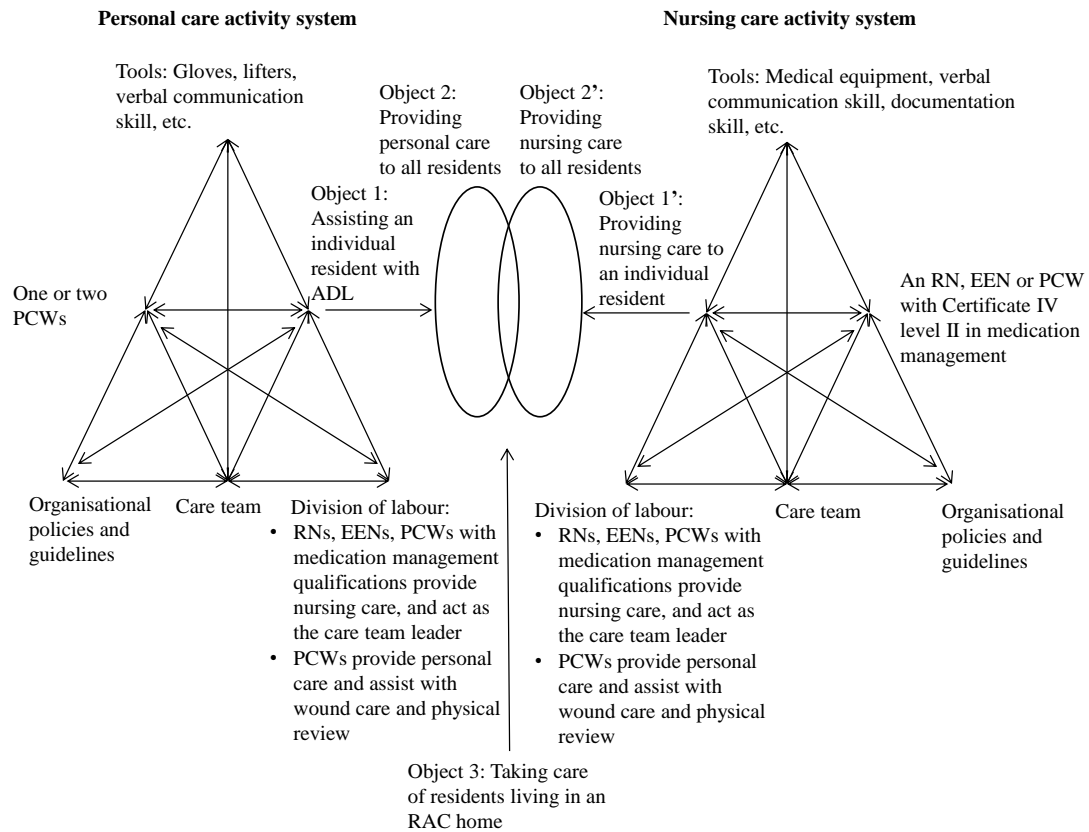 Personal care activity system
Nursing care activity system
Tools: Gloves, lifters,
verbal communication
skill, etc.
Object 2:
Providing
personal care
to all residents
Object 2’:
Providing
nursing care
to all residents
Tools: Medical equipment, verbal
communication skill, documentation
skill, etc.
Object 1:
Assisting an
individual
resident with
ADL
Object 1’:
Providing
nursing care to
an individual
resident
One or two
PCWs
An RN, EEN or PCW
with Certificate IV
level II in medication
management
Organisational
policies and
guidelines
Care team
Division of labour:
• RNs, EENs, PCWs with
medication management
qualifications provide
nursing care, and act as
the care team leader
• PCWs provide personal
care and assist with
wound care and physical
review
Division of labour:
• RNs, EENs, PCWs with
medication management
qualifications provide
nursing care, and act as
the care team leader
• PCWs provide personal
care and assist with
wound care and physical
review
Care team
Organisational
policies and
guidelines
Object 3: Taking care
of residents living in an
RAC home